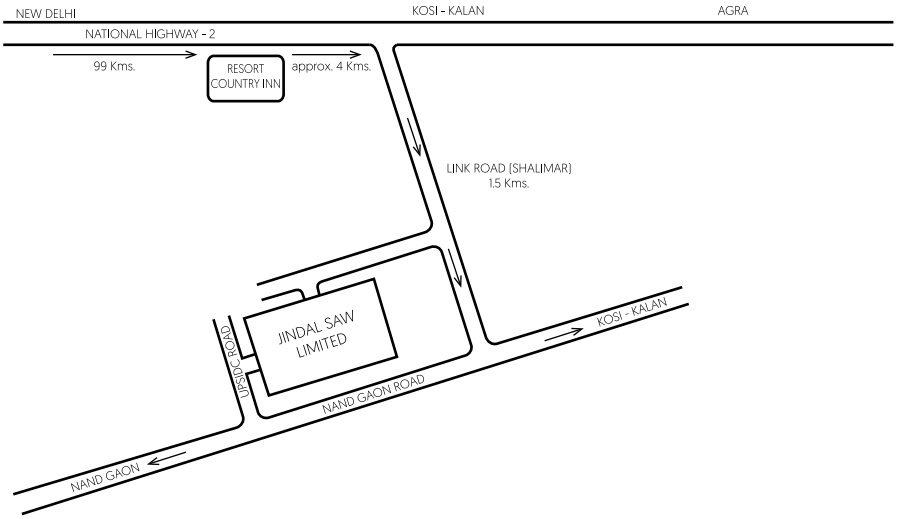 NEW DELHI
KOSI - KALAN
AGRA
NATIONAL HIGHWAY - 2
99 Kms.
RESORT
COUNTRY INN
approx. 4 Kms.
LINK ROAD (SHALIMAR)
1.5 Kms.
JINDAL SAW
LIMITED
UPSIDC ROAD
KOSI - KALAN
NAND GAON ROAD
NAND GAON